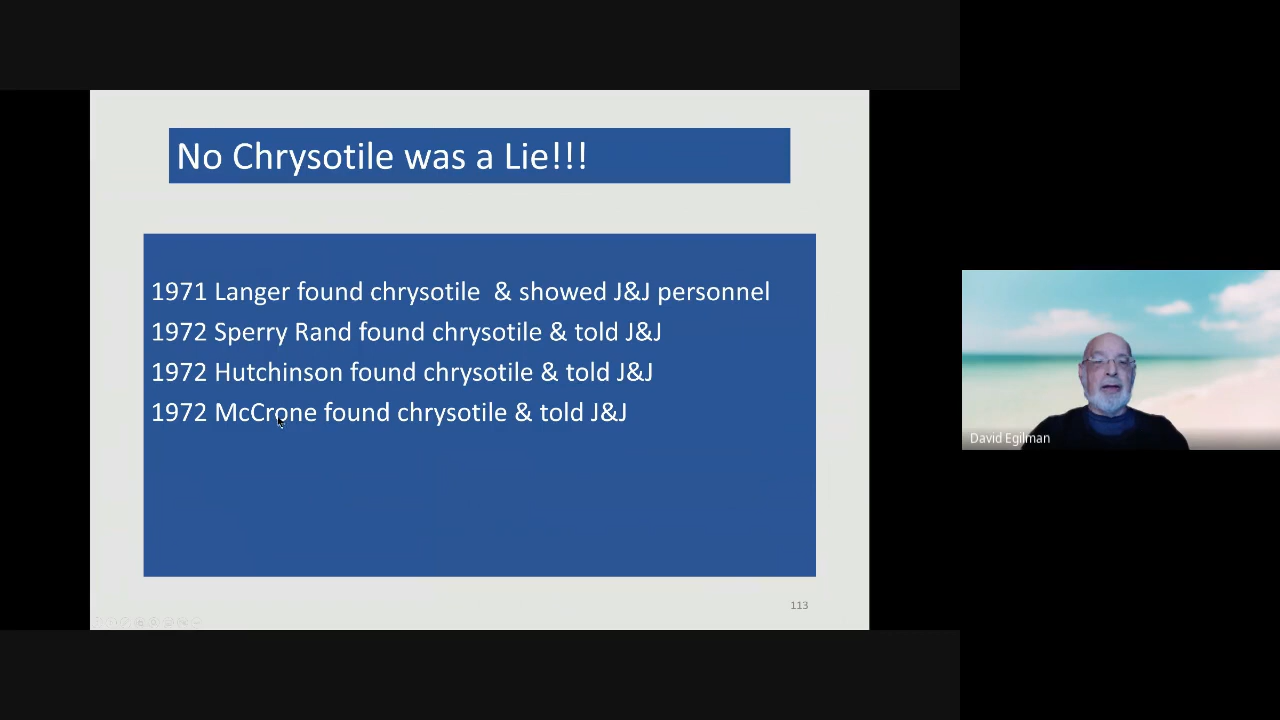 No Chrysotile was a Lie!!!
1971 Langer found chrysotile  & showed J&J personnel
1972 Sperry Rand found chrysotile & told J&J
1972 Hutchinson found chrysotile & told J&J
1972 McCrone found chrysotile & told J&J
113
David Egilman